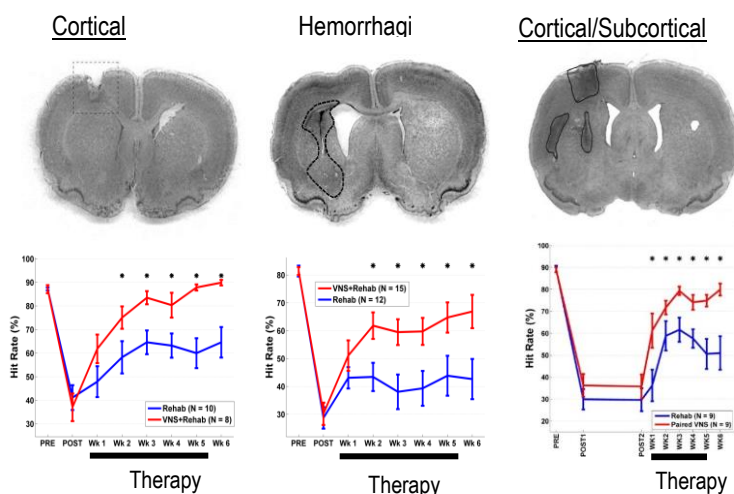 Cortical
Hemorrhagi
Cortical/Subcortical
100
90
80
70
60
50
40
30
Hit Rate (%)
*
*
*
*
*
Rehab (N = 10)
VNS+Rehab (N = 8)
PRE
POST
Wk 1
Wk 2
Wk 3
Wk 4
Wk 5
Wk 6
Therapy
80
70
60
50
40
30
Hit Rate (%)
*
*
*
*
*
VNS+Rehab (N = 15)
Rehab (N = 12)
PRE
POST
Wk 1
Wk 2
Wk 3
Wk 4
Wk 5
Wk 6
Therapy
100
90
80
70
60
50
40
30
20
Hit Rate (%)
*
*
*
*
*
*
Rehab (N = 9)
Paired VNS (N = 9)
PRE
POST1
POST2
WK1
WK2
WK3
WK4
WK5
WK6
Therapy